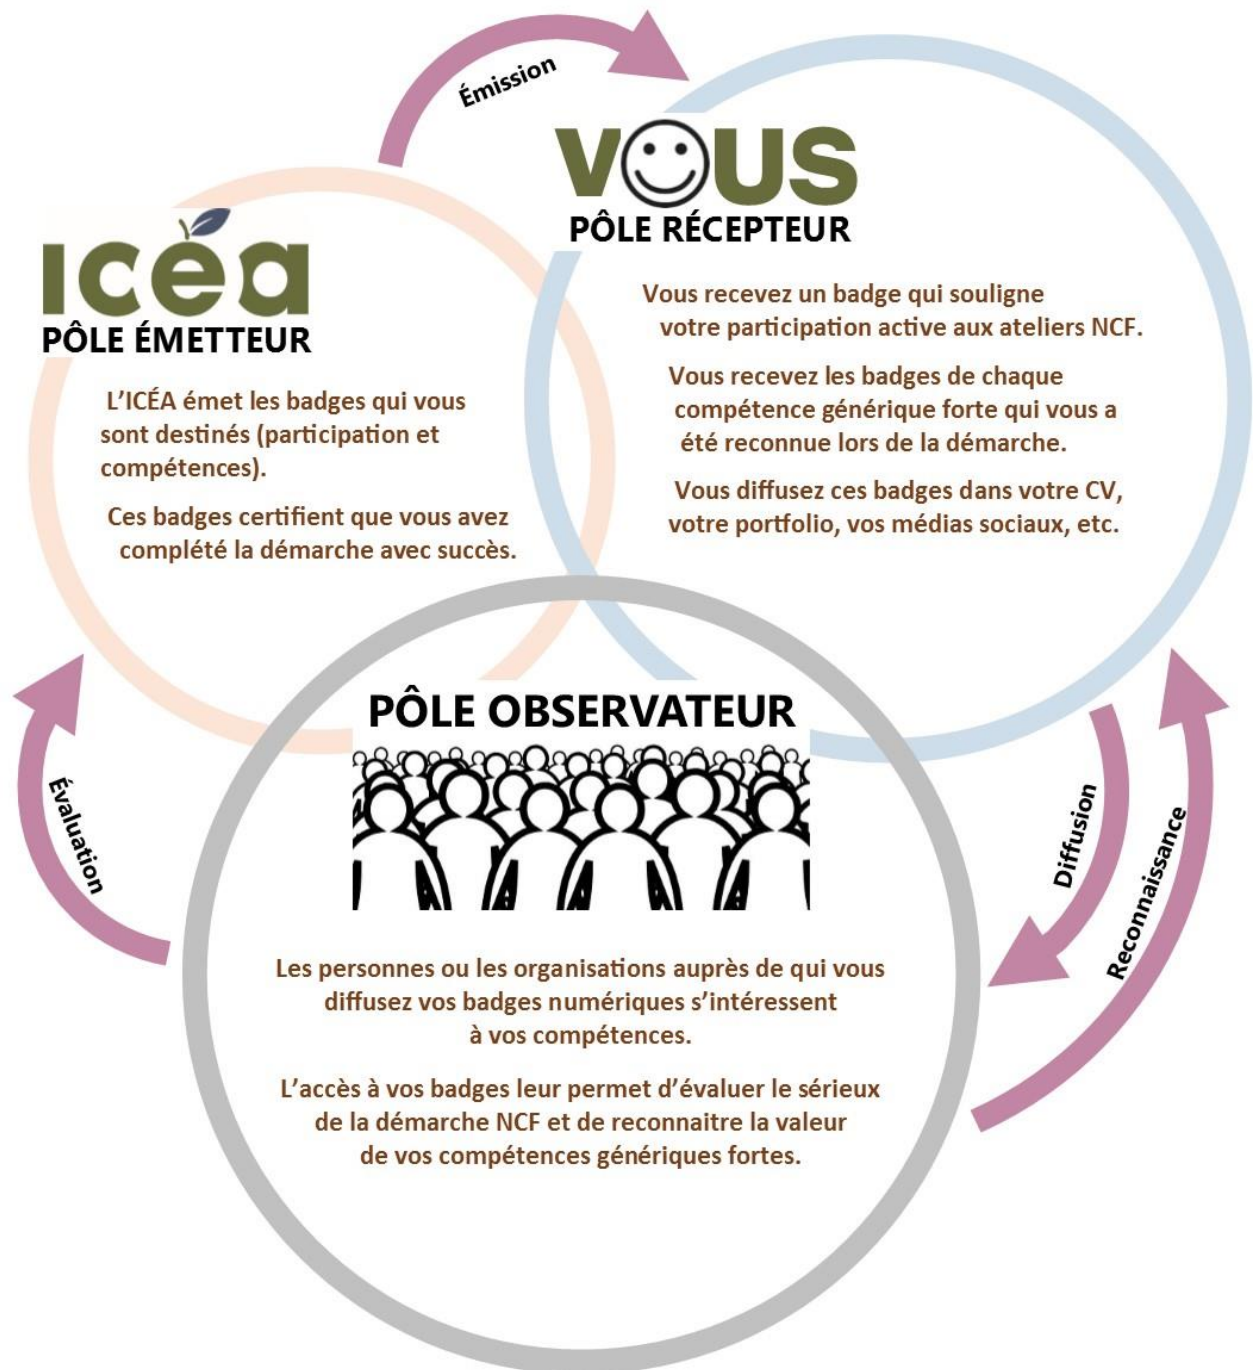 Émission
VOUS
PÔLE RÉCEPTEUR
Vous recevez un badge qui souligne
votre participation active aux ateliers NCF.
Vous recevez les badges de chaque
compétence générique forte qui vous a
été reconnue lors de la démarche.
Vous diffusez ces badges dans votre CV,
votre portfolio, vos médias sociaux, etc.
ıcéa
PÔLE ÉMETTEUR
L’ICÉA émet les badges qui vous
sont destinés (participation et
compétences).
Ces badges certifient que vous avez
complété la démarche avec succès.
PÔLE OBSERVATEUR
Les personnes ou les organisations auprès de qui vous
diffusez vos badges numériques s’intéressent
à vos compétences.
L’accès à vos badges leur permet d’évaluer le sérieux
de la démarche NCF et de reconnaitre la valeur
de vos compétences génériques fortes.
Évaluation
Diffusion
Reconnaissance